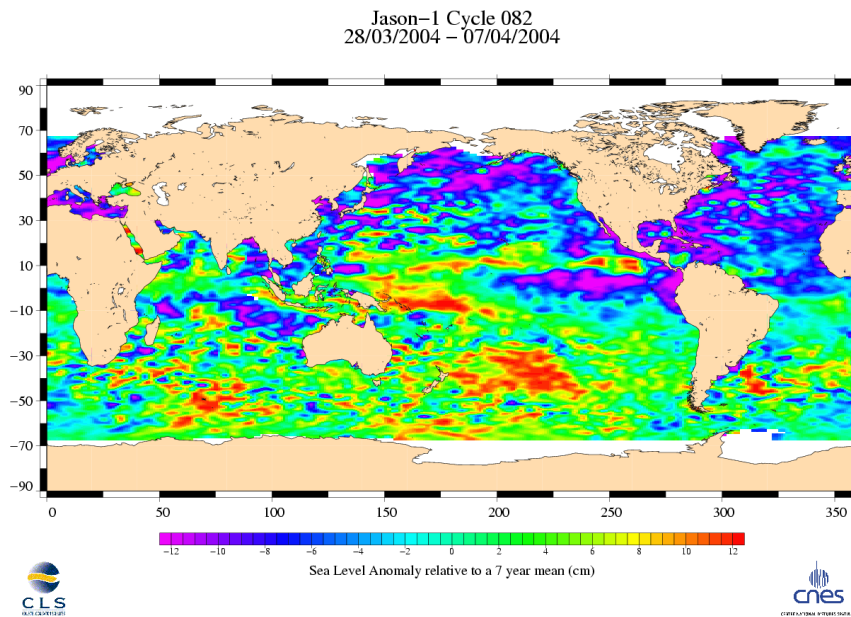 Jason-1 Cycle 082
28/03/2004 - 07/04/2004
90
70
50
30
10
-10
-30
-50
-70
-90
0 50 100 150 200 250 300 350
-12 -10 -8 -6 -4 -2 0 2 4 6 8 10 12
Sea Level Anomaly relative to a 7 year mean (cm)
CLS
cnes